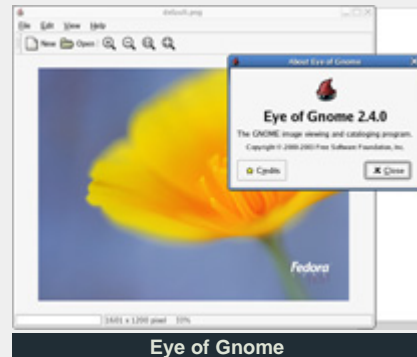 default.png
File Edit View Help
New Open
About Eye of Gnome
Eye of Gnome 2.4.0
The GNOME image viewing and cataloging program.
Copyright © 2000-2003 Free Software Foundation, Inc.
Credits Close
Fedora
1600 x 1200 pixel 33%
Eye of Gnome